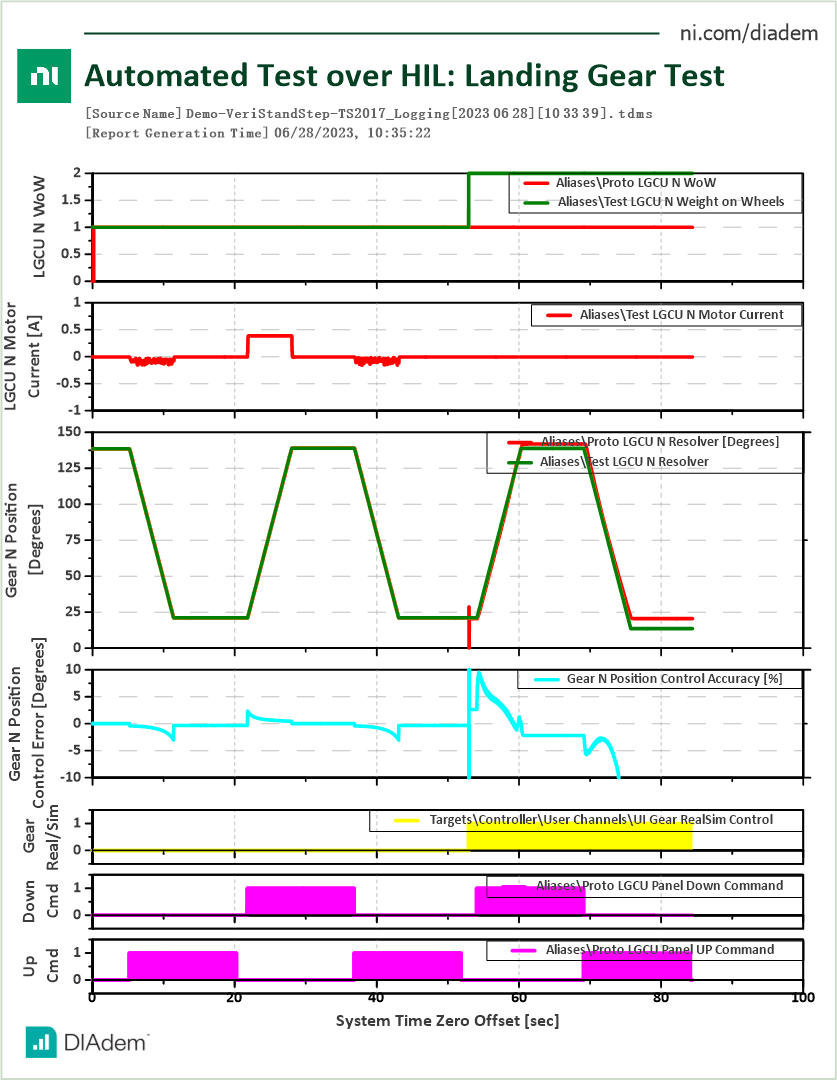 ni.com/diadem
ni
Automated Test over HIL: Landing Gear Test
[Source Name] Demo-VeriStandStep-TS2017_Logging[2023 06 28][10 33 39].tdms
[Report Generation Time] 06/28/2023, 10:35:22
LGCU N WoW
2
1.5
1
0.5
0
Aliases\Proto LGCU N WoW
Aliases\Test LGCU N Weight on Wheels
LGCU N Motor
Current [A]
1
0.5
0
-0.5
-1
Aliases\Test LGCU N Motor Current
Gear N Position
[Degrees]
150
125
100
75
50
25
0
Aliases\Proto LGCU N Resolver [Degrees]
Aliases\Test LGCU N Resolver
Gear N Position
Control Error [Degrees]
10
5
0
-5
-10
Gear N Position Control Accuracy [%]
Gear
Real/Sim
1
0
Targets\Controller\User Channels\UI Gear RealSim Control
Down
Cmd
1
0
Aliases\Proto LGCU Panel Down Command
Up
Cmd
1
0
Aliases\Proto LGCU Panel UP Command
0 20 40 60 80 100
System Time Zero Offset [sec]
DIAdem™